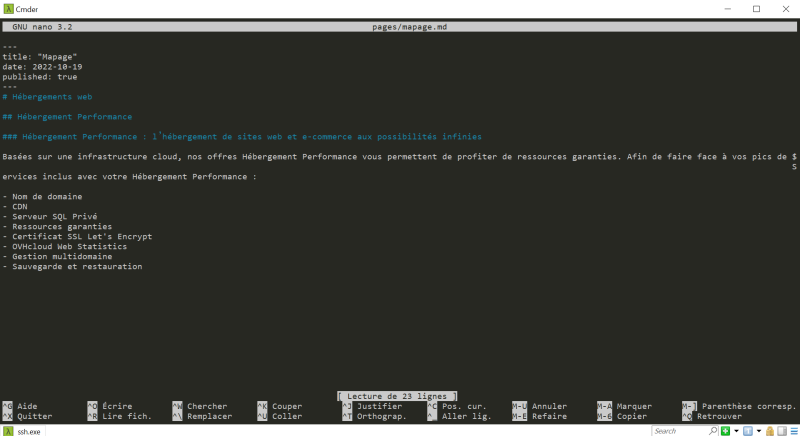 Cmder
GNU nano 3.2 pages/mapage.md
---
title: "Mapage"
date: 2022-10-19
published: true
---
# Hébergements web
## Hébergement Performance
### Hébergement Performance : l'hébergement de sites web et e-commerce aux possibilités infinies
Basées sur une infrastructure cloud, nos offres Hébergement Performance vous permettent de profiter de ressources garanties. Afin de faire face à vos pics de $
S
ervices inclus avec votre Hébergement Performance :
- Nom de domaine
- CDN
- Serveur SQL Privé
- Ressources garanties
- Certificat SSL Let's Encrypt
- OVHcloud Web Statistics
- Gestion multidomaine
- Sauvegarde et restauration
[ Lecture de 23 lignes ]
^G Aide ^O Écrire ^W Chercher ^K Couper ^J Justifier ^C Pos. cur. M-U Annuler M-A Marquer M-] Parenthèse corresp.
^X Quitter ^R Lire fich. ^\ Remplacer ^U Coller ^T Orthograp. ^_ Aller lig. M-E Refaire M-6 Copier ^Q Retrouver
ssh.exe Search